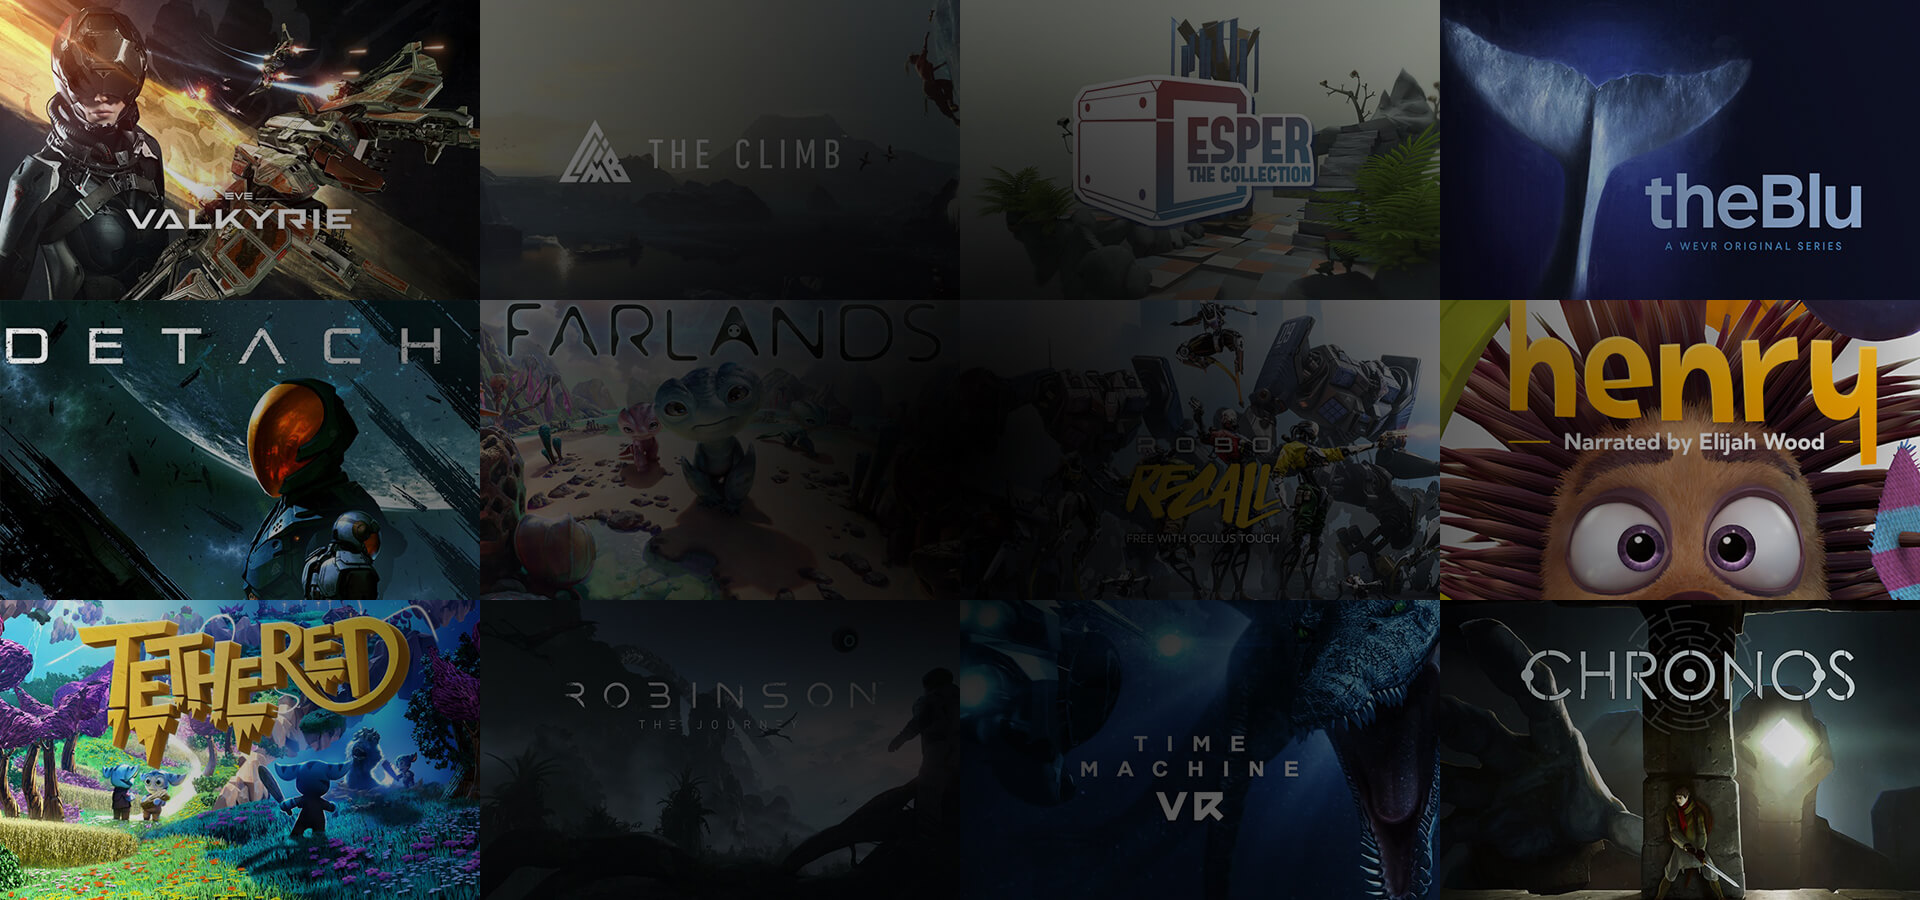 EVE
VALKYRIE
THE CLIMB
ESPER
THE COLLECTION
theBlu
A WEVR ORIGINAL SERIES
DETACH
FARLANDS
ROBO
RECALL
FREE WITH OCULUS TOUCH
henry
Narrated by Elijah Wood
TETHERED
ROBINSON
THE JOURNEY
TIME
MACHINE
VR
CHRONOS